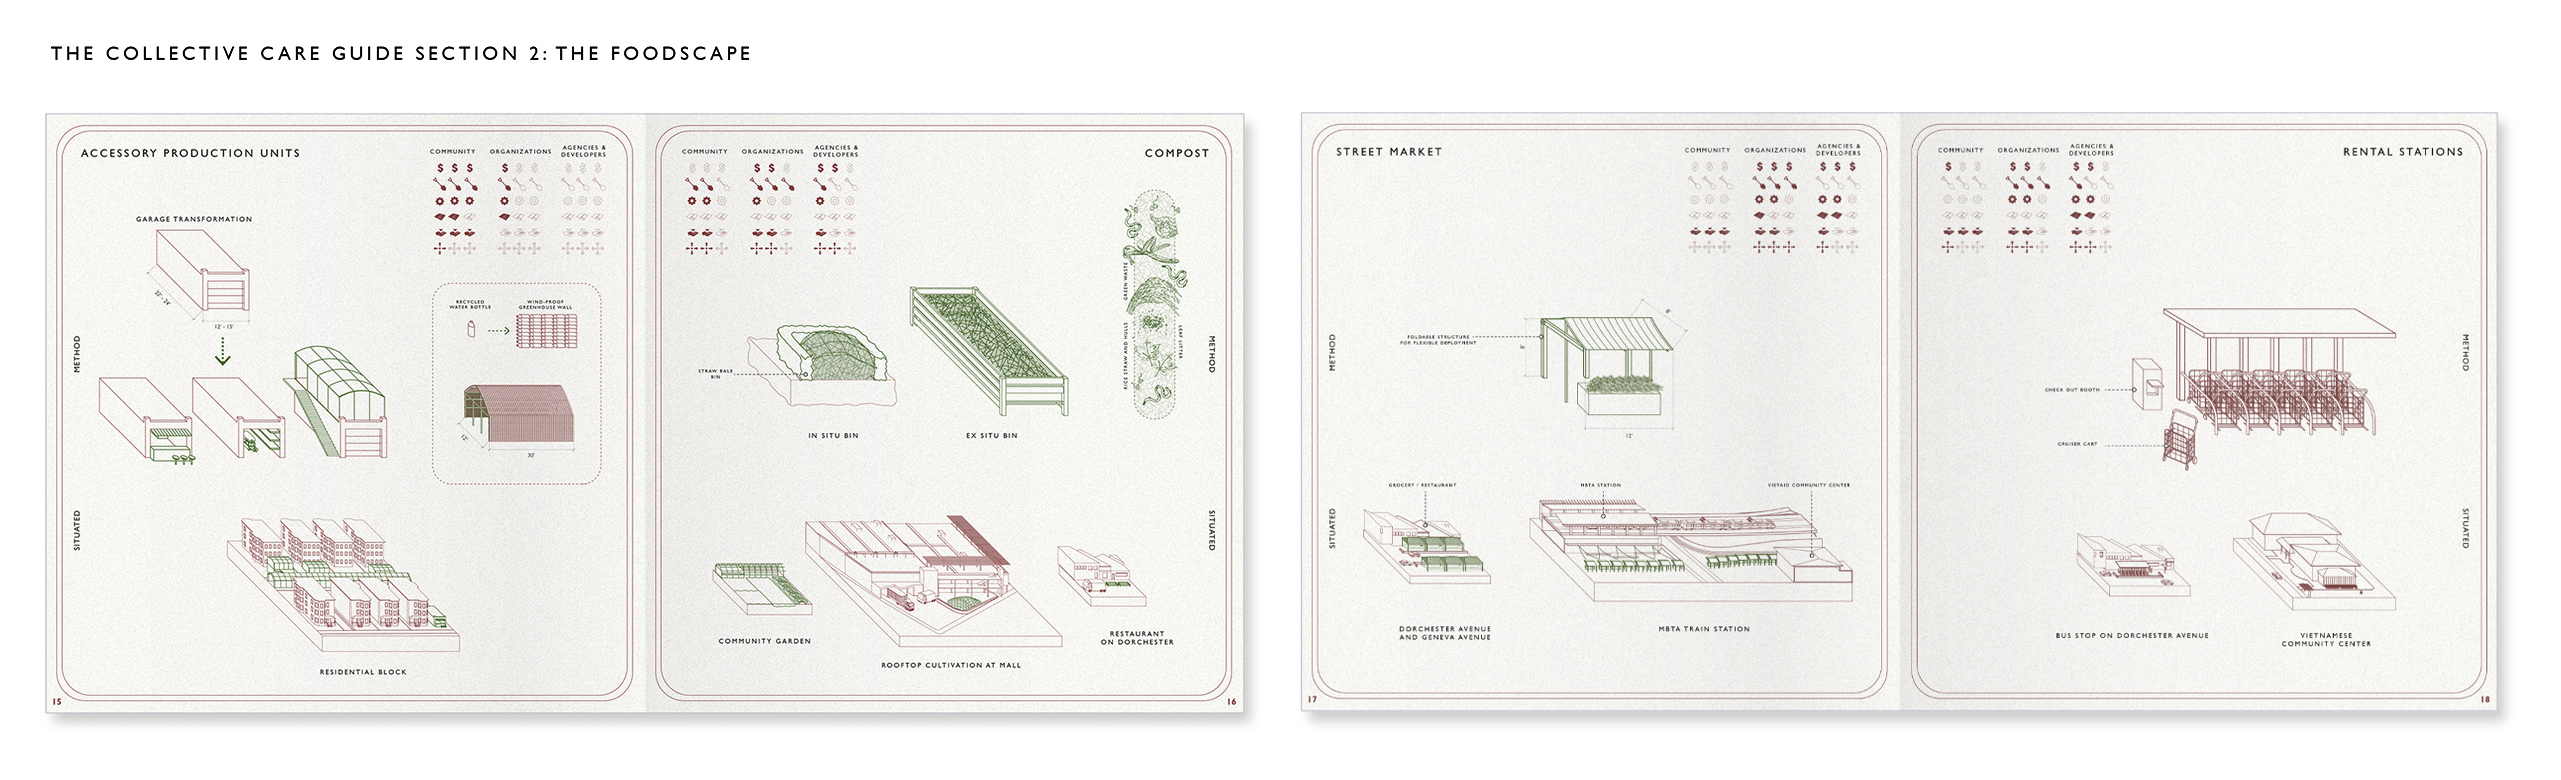 THE COLLECTIVE CARE GUIDE SECTION 2: THE FOODSCAPE
ACCESSORY PRODUCTION UNITS
COMMUNITY
ORGANIZATIONS
AGENCIES &
DEVELOPERS
GARAGE TRANSFORMATION
22' - 24'
12' - 15'
METHOD
RECYCLED
WATER BOTTLE
WIND-PROOF
GREENHOUSE WALL
12'
30'
SITUATED
RESIDENTIAL BLOCK
15
COMMUNITY
ORGANIZATIONS
AGENCIES &
DEVELOPERS
COMPOST
GREEN WASTE
RICE STRAW AND HULLS
LEAF LITTER
METHOD
STRAW BALE
BIN
IN SITU BIN
EX SITU BIN
SITUATED
COMMUNITY GARDEN
ROOFTOP CULTIVATION AT MALL
RESTAURANT
ON DORCHESTER
16
STREET MARKET
COMMUNITY
ORGANIZATIONS
AGENCIES &
DEVELOPERS
METHOD
FOLDABLE STRUCTURE
FOR FLEXIBLE DEPLOYMENT
12'
SITUATED
GROCERY / RESTAURANT
MBTA STATION
VIETAID COMMUNITY CENTER
DORCHESTER AVENUE
AND GENEVA AVENUE
MBTA TRAIN STATION
17
COMMUNITY
ORGANIZATIONS
AGENCIES &
DEVELOPERS
RENTAL STATIONS
METHOD
CHECK OUT BOOTH
CRUISER CART
SITUATED
BUS STOP ON DORCHESTER AVENUE
VIETNAMESE
COMMUNITY CENTER
18